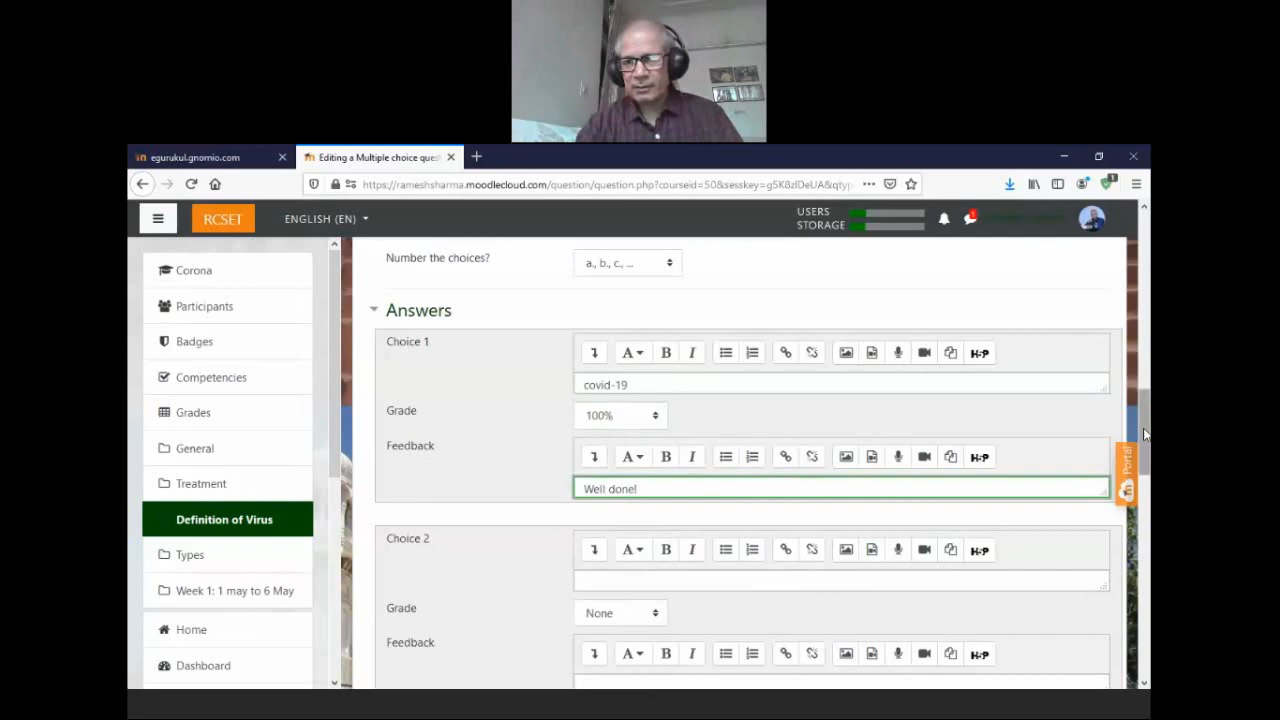 egurukul.gnomio.com
Editing a Multiple choice ques
https://rameshsharma.moodlecloud.com/question/question.php?courseid=50&sesskey=g5K8zlDeUA&qtyp
RCSET
ENGLISH (EN)
USERS
STORAGE
Corona
Participants
Badges
Competencies
Grades
General
Treatment
Definition of Virus
Types
Week 1: 1 may to 6 May
Home
Dashboard
Number the choices?
a., b., c., ...
Answers
Choice 1
A B I H-P
covid-19
Grade
100%
Feedback
A B I H-P
Well done!
Choice 2
A B I H-P
Grade
None
Feedback
A B I H-P
Portal